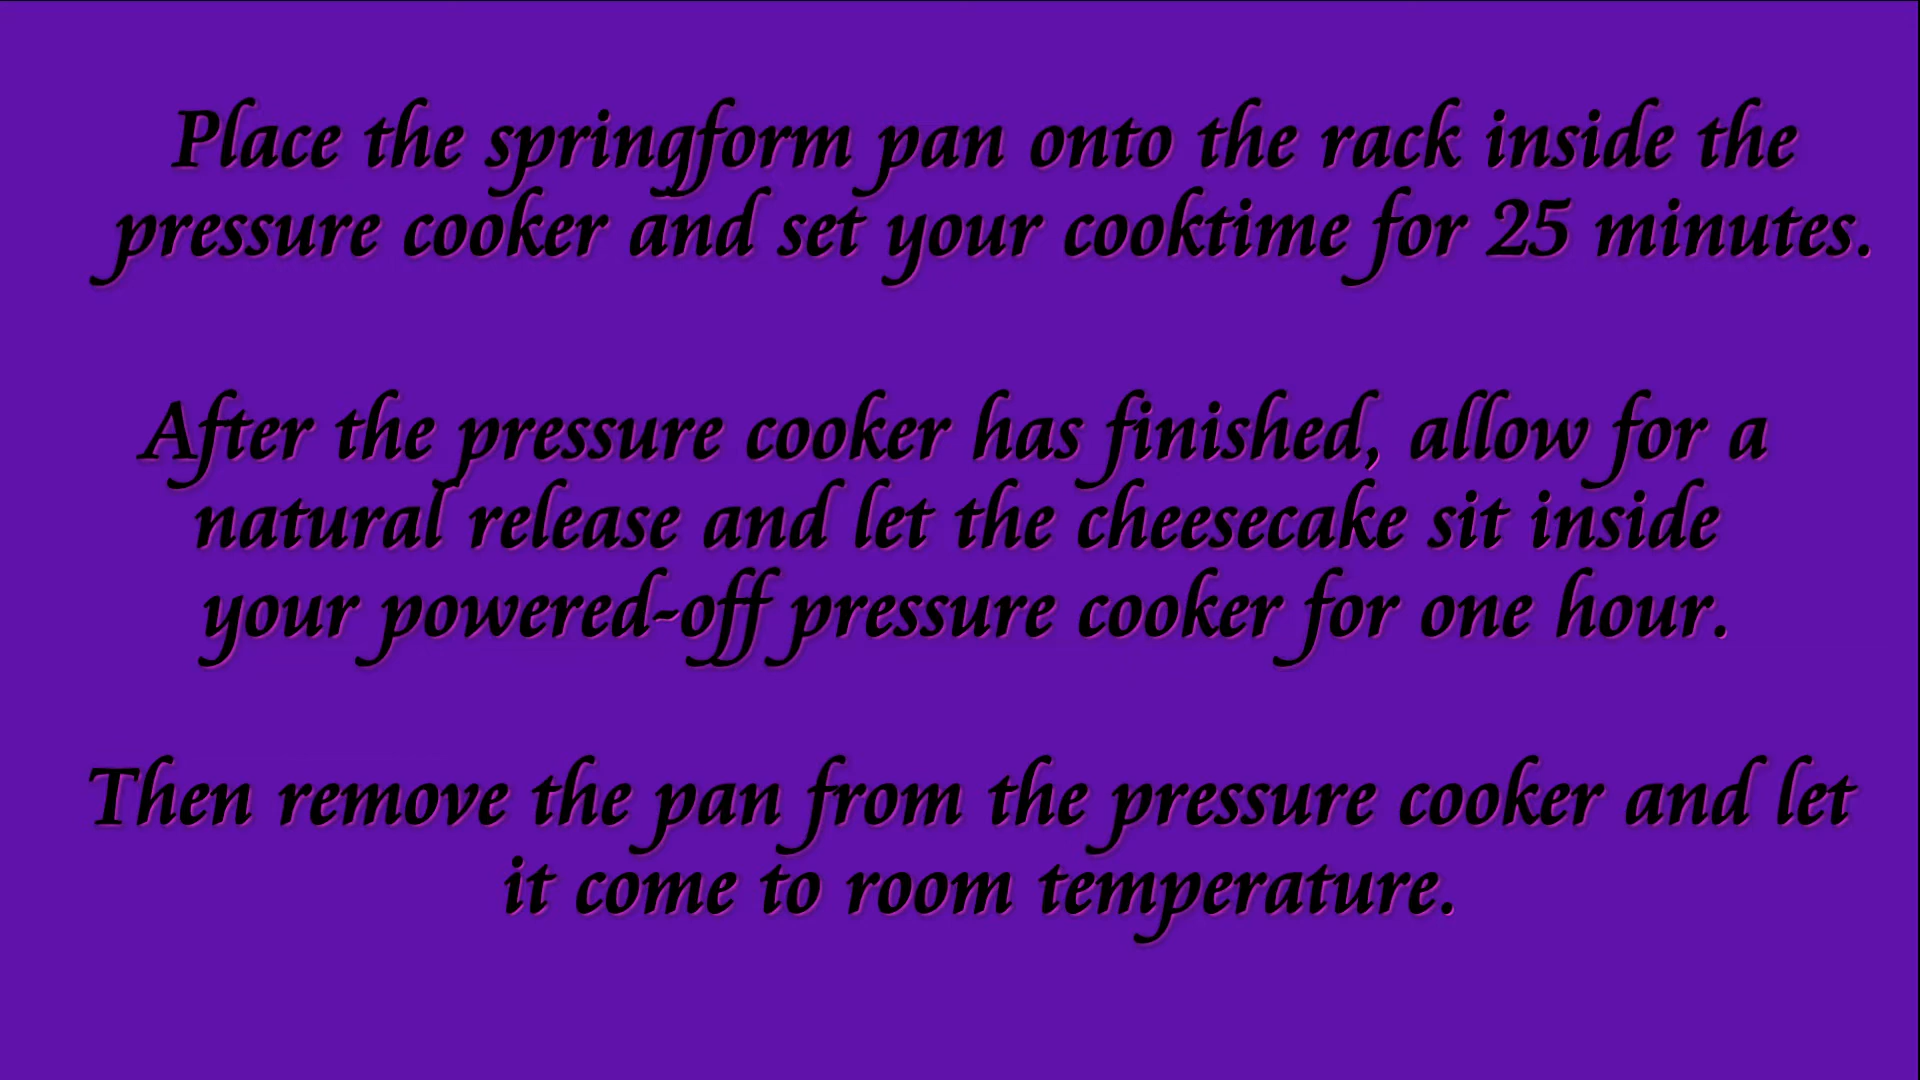 Place the springform pan onto the rack inside the
pressure cooker and set your cooktime for 25 minutes.
After the pressure cooker has finished, allow for a
natural release and let the cheesecake sit inside
your powered-off pressure cooker for one hour.
Then remove the pan from the pressure cooker and let
it come to room temperature.